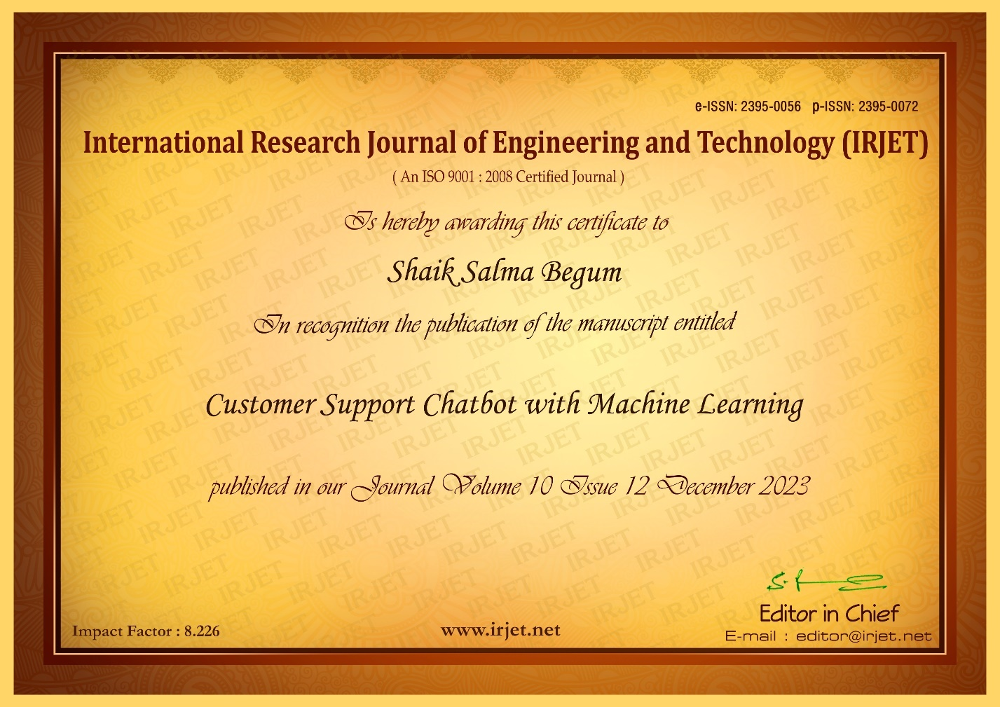 e-ISSN: 2395-0056 p-ISSN: 2395-0072
International Research Journal of Engineering and Technology (IRJET)
( An ISO 9001 : 2008 Certified Journal )
Is hereby awarding this certificate to
Shaik Salma Begum
In recognition the publication of the manuscript entitled
Customer Support Chatbot with Machine Learning
published in our Journal Volume 10 Issue 12 December 2023
Editor in Chief
Impact Factor : 8.226
www.irjet.net
E-mail : editor@irjet.net